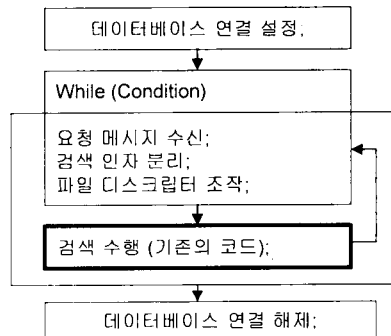 데이터베이스 연결 설정;
While (Condition)
요청 메시지 수신;
검색 인자 분리;
파일 디스크립터 조작;
검색 수행 (기존의 코드);
데이터베이스 연결 해제;